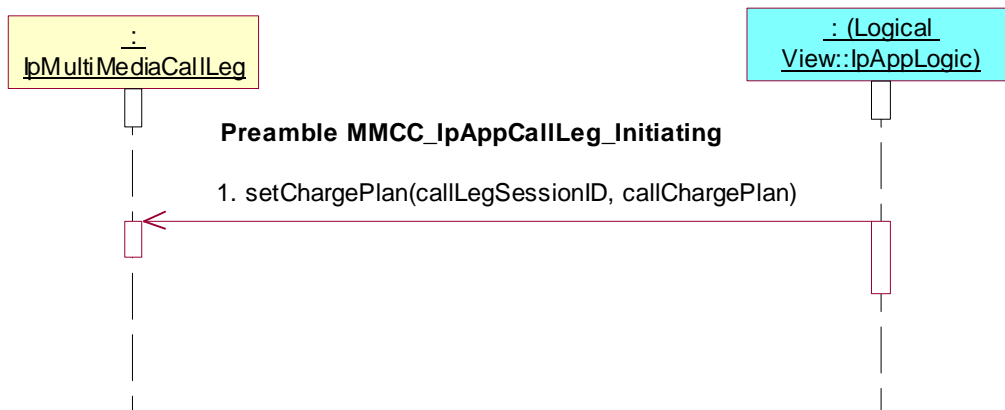 :
IpMultiMediaCallLeg
: (Logical
View::IpAppLogic)
Preamble MMCC_IpAppCallLeg_Initiating
1. setChargePlan(callLegSessionID, callChargePlan)